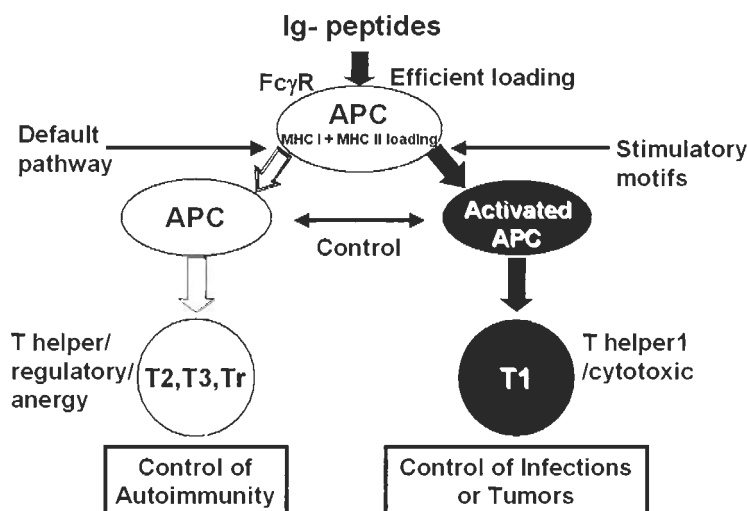 Ig- peptides
FcγR
Efficient loading
APC
MHC I + MHC II loading
Default
pathway
Stimulatory
motifs
APC
Activated
APC
Control
T helper/
regulatory/
anergy
T2,T3,Tr
T1
T helper1
/cytotoxic
Control of
Autoimmunity
Control of Infections
or Tumors